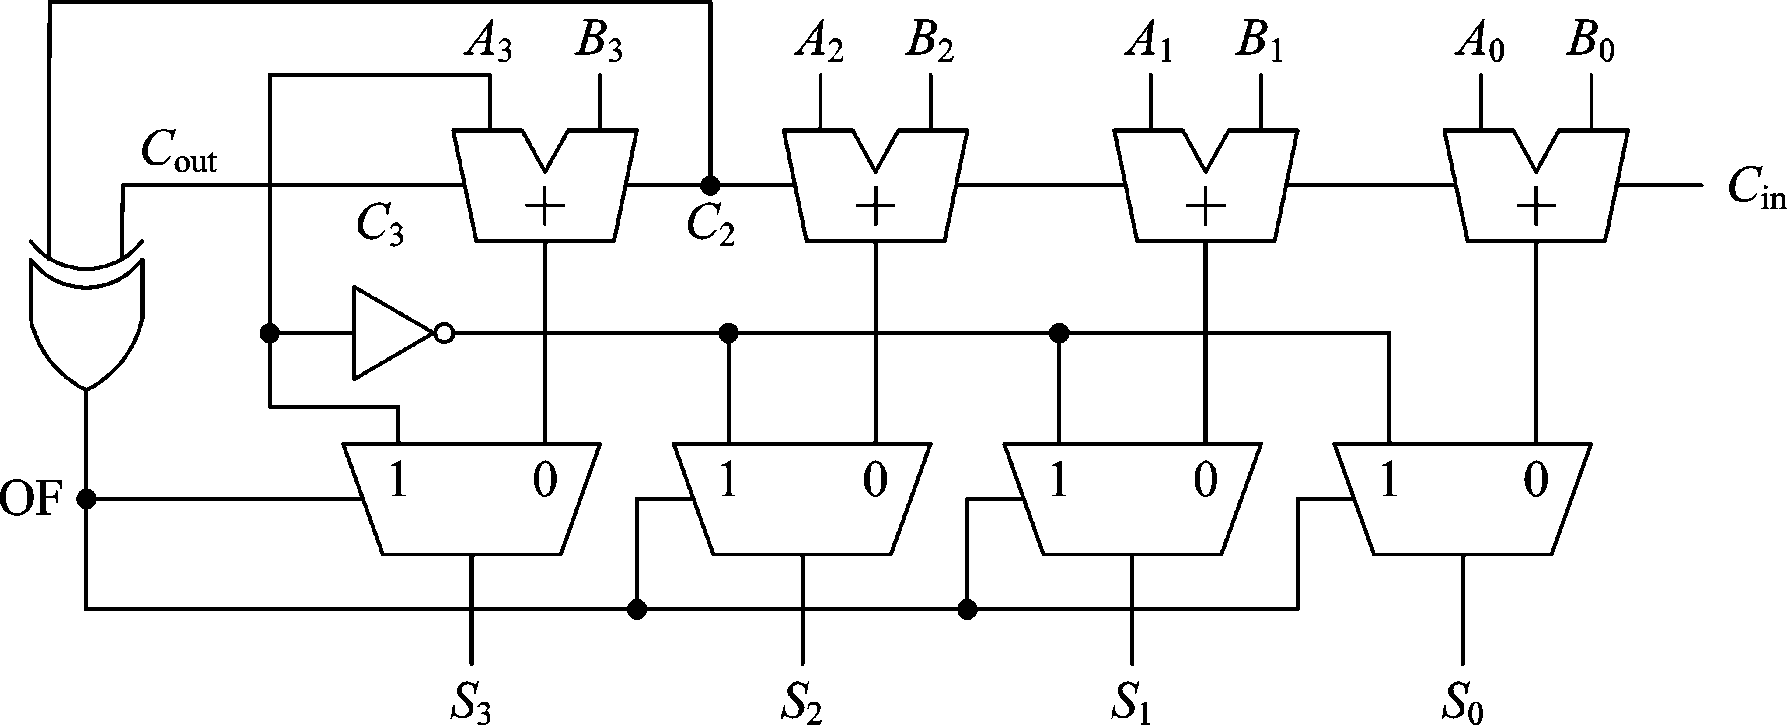 A3 B3 A2 B2 A1 B1 A0 B0
Cout C3 C2 + + + + Cin
OF 1 0 1 0 1 0 1 0
S3 S2 S1 S0